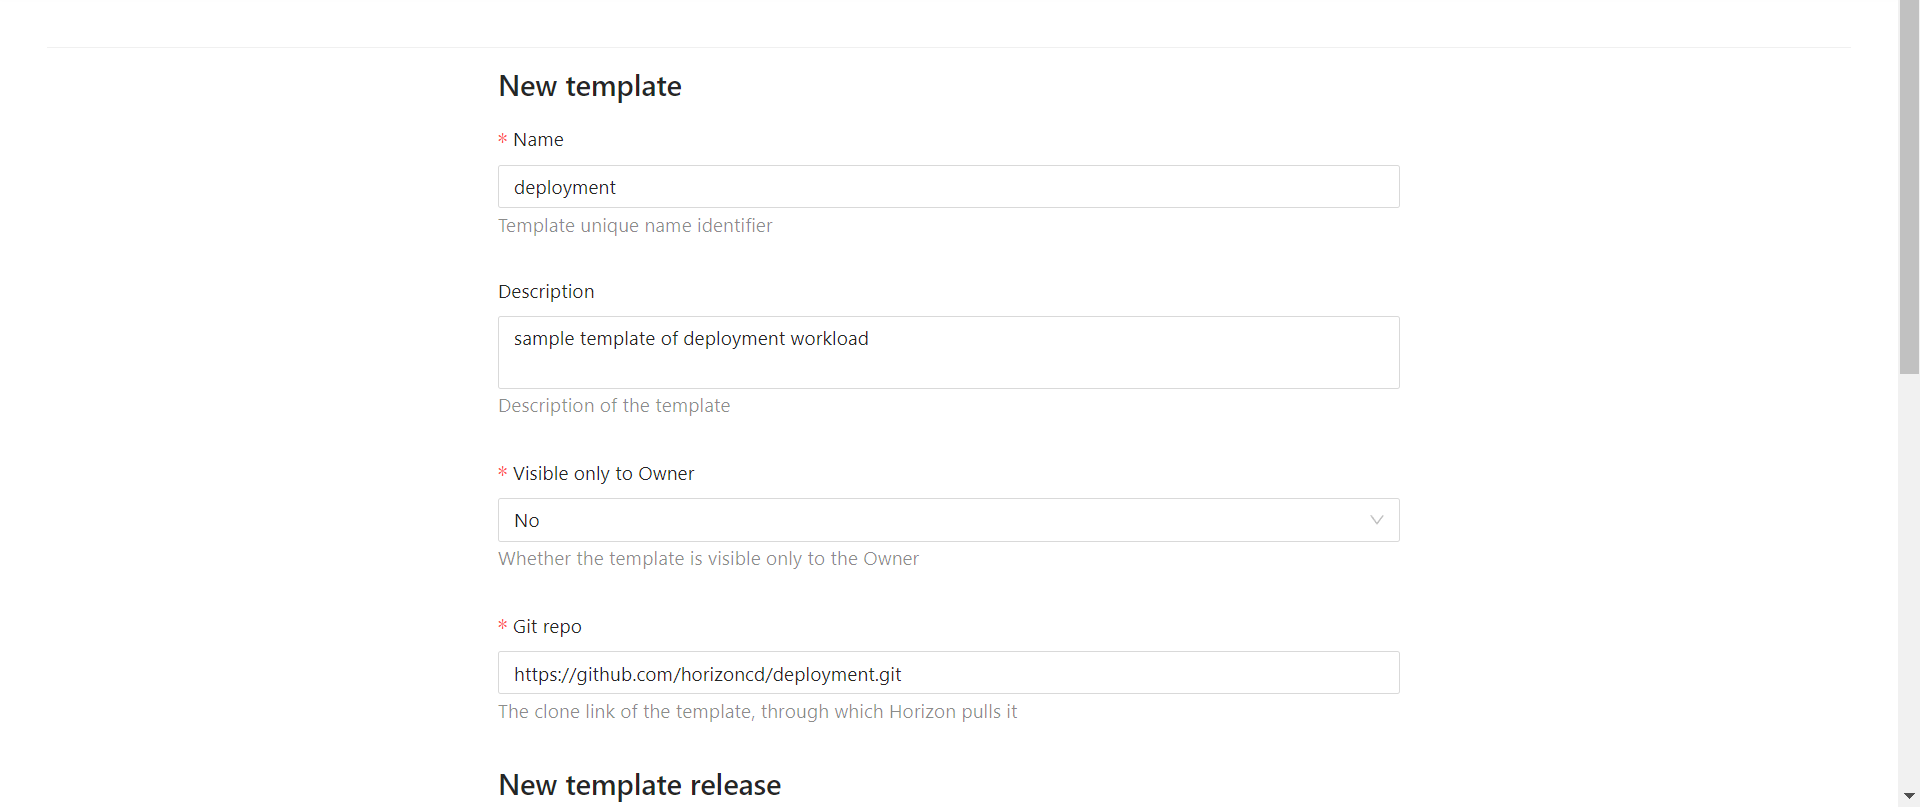 New template
* Name
deployment
Template unique name identifier
Description
sample template of deployment workload
Description of the template
* Visible only to Owner
No
Whether the template is visible only to the Owner
* Git repo
https://github.com/horizoncd/deployment.git
The clone link of the template, through which Horizon pulls it
New template release